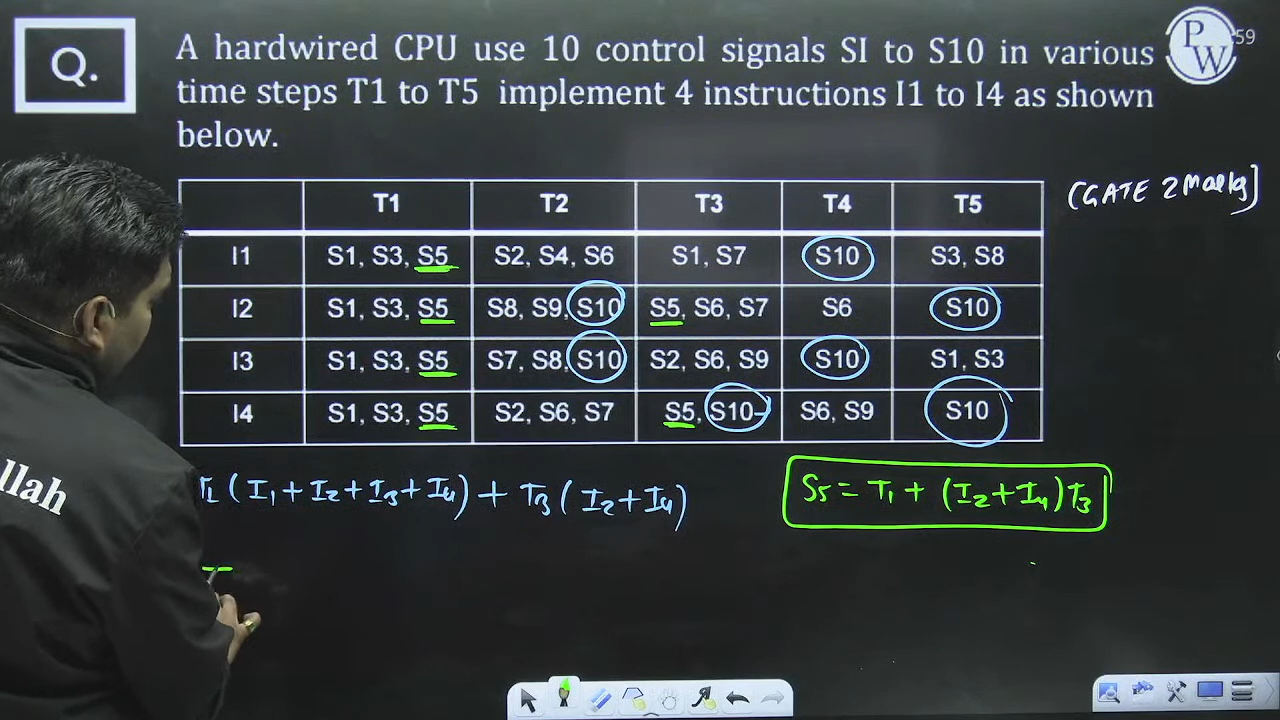 Q.
A hardwired CPU use 10 control signals SI to S10 in various
time steps T1 to T5 implement 4 instructions I1 to I4 as shown
below.
PW
59
T1 T2 T3 T4 T5
I1 S1, S3, S5 S2, S4, S6 S1, S7 S10 S3, S8
I2 S1, S3, S5 S8, S9, S10 S5, S6, S7 S6 S10
I3 S1, S3, S5 S7, S8, S10 S2, S6, S9 S10 S1, S3
I4 S1, S3, S5 S2, S6, S7 S5, S10 S6, S9 S10
(GATE 2 Marks]
(I1 + I2 + I3 + I4) + T3 (I2 + I4)
S5 = T1 + (I2 + I4) T3
llah